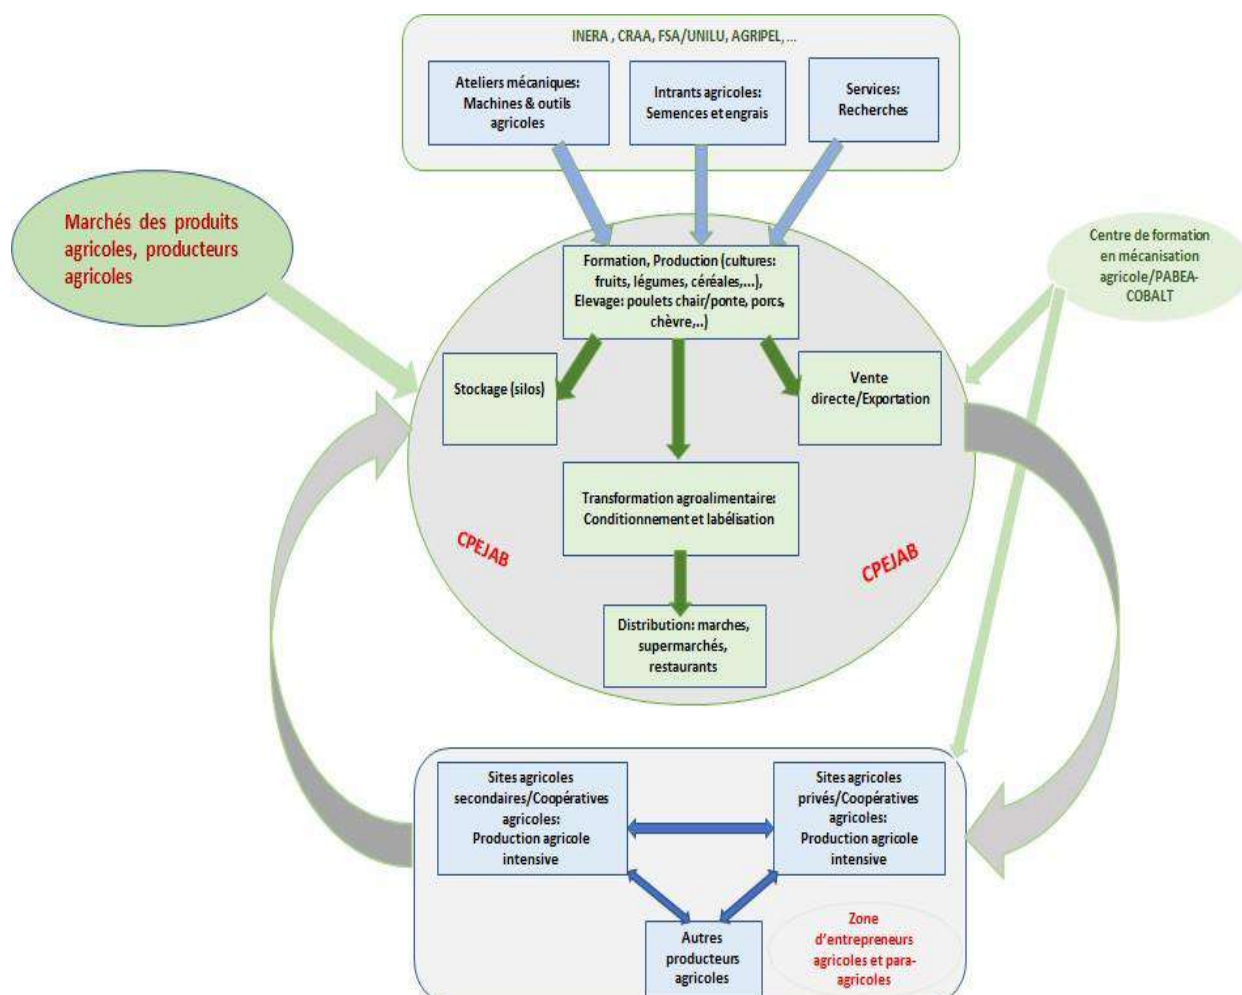 INERA , CRAA, FSA/UNILU, AGRIPEL, ...
Ateliers mécaniques:
Machines & outils
agricoles
Intrants agricoles:
Semences et engrais
Services:
Recherches
Marchés des produits
agricoles, producteurs
agricoles
Centre de formation
en mécanisation
agricole/PABEA-
COBALT
Formation, Production (cultures:
fruits, légumes, céréales,...),
Elevage: poulets chair/ponte, porcs,
chèvre,..)
Stockage (silos)
Vente
directe/Exportation
Transformation agroalimentaire:
Conditionnement et labélisation
CPEJAB
CPEJAB
Distribution: marches,
supermarchés,
restaurants
Sites agricoles
secondaires/Coopératives
agricoles:
Production agricole
intensive
Sites agricoles
privés/Coopératives
agricoles:
Production agricole
intensive
Autres
producteurs
agricoles
Zone
d'entrepreneurs
agricoles et para-
agricoles